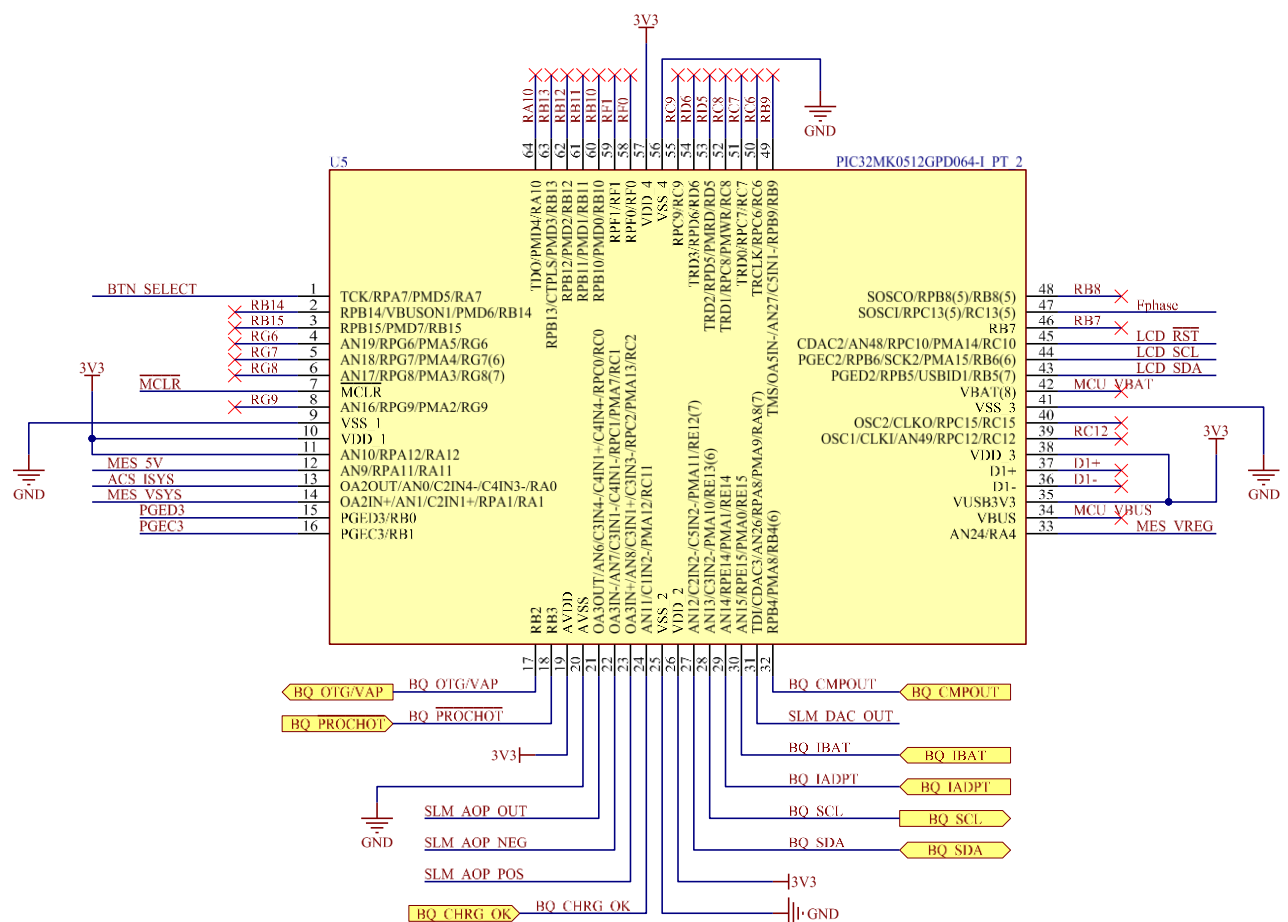 3V3
GND
RA10
RB13
RB12
RB11
RB10
RF1
RF0
RC9
RD6
RD5
RC8
RC7
RC6
RB9
64
63
62
61
60
59
58
57
56
55
54
53
52
51
50
49
U5
PIC32MK0512GPD064-I_PT_2
TDO/PMD4/RA10
RPB13/CTPLS/PMD3/RB13
RPB12/PMD2/RB12
RPB11/PMD1/RB11
RPB10/PMD0/RB10
RPF1/RF1
RPF0/RF0
VDD_4
VSS_4
RPC9/RC9
TRD3/RPD6/RD6
TRD2/RPD5/PMRD/RD5
TRD1/RPC8/PMWR/RC8
TRD0/RPC7/RC7
TRCLK/RPC6/RC6
TMS/OA5IN-/AN27/C5IN1-/RPB9/RB9
BTN_SELECT 1 TCK/RPA7/PMD5/RA7
RB14 2 RPB14/VBUSON1/PMD6/RB14
RB15 3 RPB15/PMD7/RB15
RG6 4 AN19/RPG6/PMA5/RG6
RG7 5 AN18/RPG7/PMA4/RG7(6)
RG8 6 AN17/RPG8/PMA3/RG8(7)
3V3
MCLR 7 MCLR
RG9 8 AN16/RPG9/PMA2/RG9
9 VSS_1
10 VDD_1
11 AN10/RPA12/RA12
MES_5V 12 AN9/RPA11/RA11
ACS_ISYS 13 OA2OUT/AN0/C2IN4-/C4IN3-/RA0
MES_VSYS 14 OA2IN+/AN1/C2IN1+/RPA1/RA1
PGED3 15 PGED3/RB0
PGEC3 16 PGEC3/RB1
GND
SOSCO/RPB8(5)/RB8(5) 48 RB8
SOSCI/RPC13(5)/RC13(5) 47 Fphase
RB7 46 RB7
CDAC2/AN48/RPC10/PMA14/RC10 45 LCD_RST
PGEC2/RPB6/SCK2/PMA15/RB6(6) 44 LCD_SCL
PGED2/RPB5/USBID1/RB5(7) 43 LCD_SDA
VBAT(8) 42 MCU_VBAT
VSS_3 41
OSC2/CLKO/RPC15/RC15 40
OSC1/CLKI/AN49/RPC12/RC12 39 RC12
3V3
VDD_3 38
D1+ 37 D1+
D1- 36 D1-
VUSB3V3 35
VBUS 34 MCU_VBUS
AN24/RA4 33 MES_VREG
GND
RB2
RB3
AVDD
AVSS
OA3OUT/AN6/C3IN4-/C4IN1+/C4IN4-/RPC0/RC0
OA3IN-/AN7/C3IN1-/C4IN1-/RPC1/PMA7/RC1
OA3IN+/AN8/C3IN1+/C3IN3-/RPC2/PMA13/RC2
AN11/C1IN2-/PMA12/RC11
VSS_2
VDD_2
AN12/C2IN2-/C5IN2-/PMA11/RE12(7)
AN13/C3IN2-/PMA10/RE13(6)
AN14/RPE14/PMA1/RE14
AN15/RPE15/PMA0/RE15
TDI/CDAC3/AN26/RPA8/PMA9/RA8(7)
RPB4/PMA8/RB4(6)
17
18
19
20
21
22
23
24
25
26
27
28
29
30
31
32
BQ_OTG/VAP BQ_OTG/VAP
BQ_PROCHOT BQ_PROCHOT
3V3
GND
SLM_AOP_OUT
SLM_AOP_NEG
SLM_AOP_POS
BQ_CHRG_OK BQ_CHRG_OK
BQ_CMPOUT BQ_CMPOUT
SLM_DAC_OUT
BQ_IBAT BQ_IBAT
BQ_IADPT BQ_IADPT
BQ_SCL BQ_SCL
BQ_SDA BQ_SDA
3V3
GND